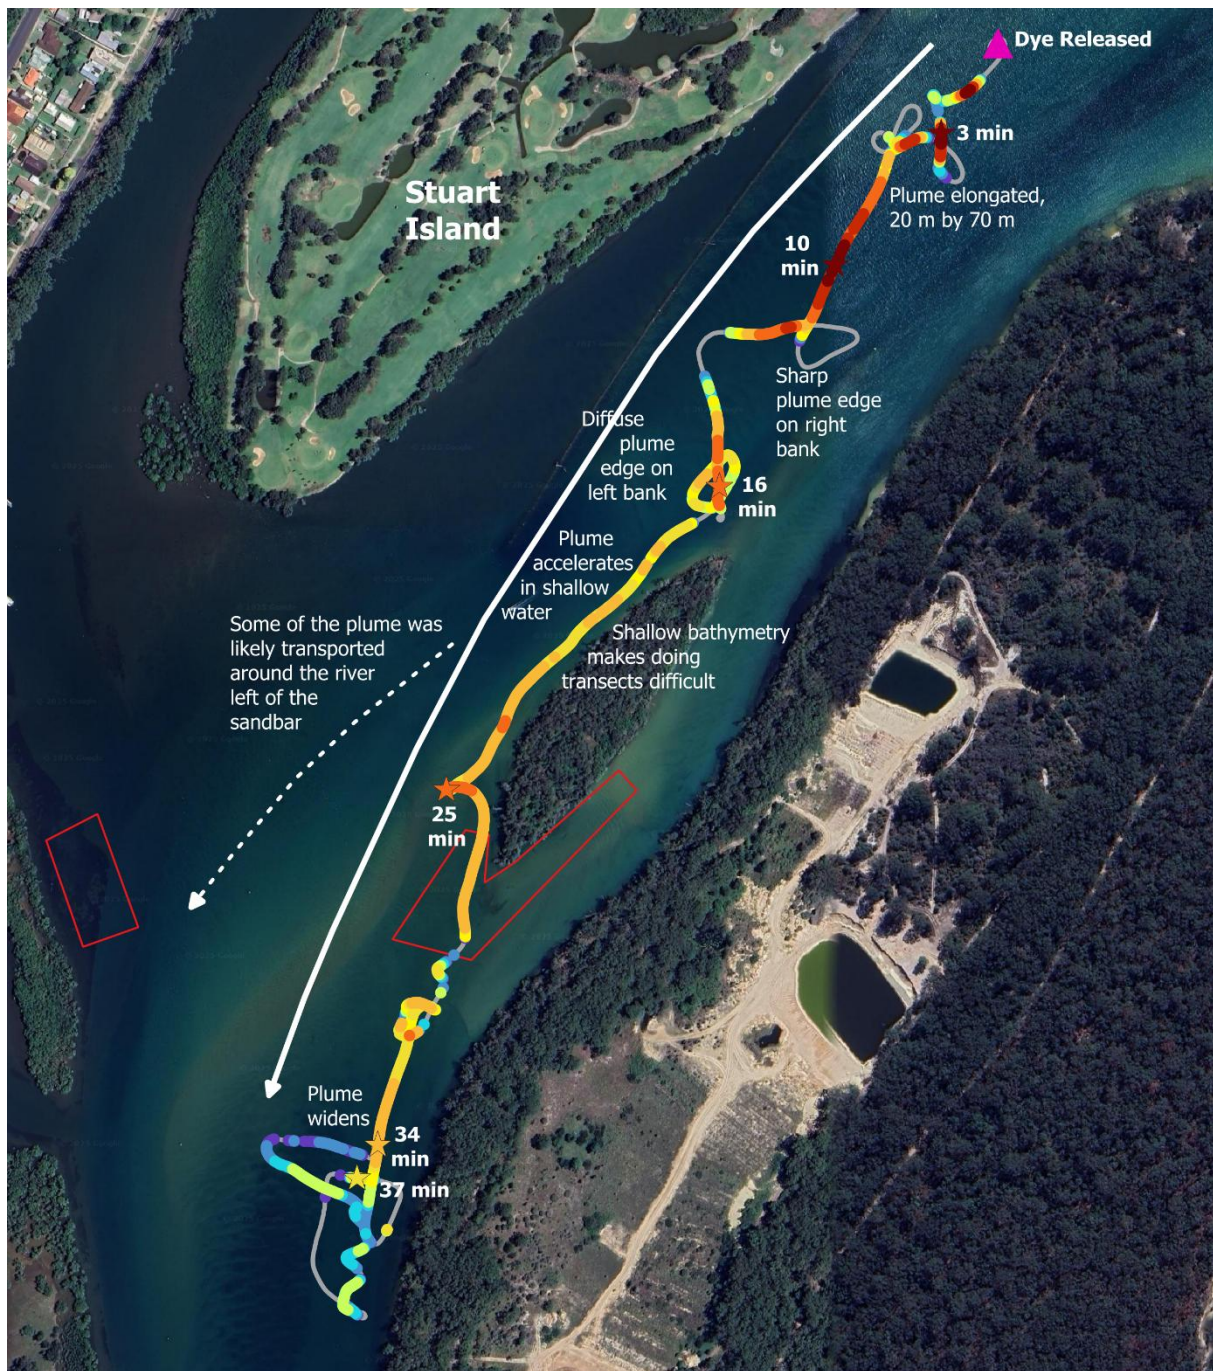 Dye Released
3 min
Stuart
Island
Plume elongated,
20 m by 70 m
10
min
Sharp
plume edge
on right
bank
Diffuse
plume
edge on
left bank
16
min
Plume
accelerates
in shallow
water
Some of the plume was
likely transported
around the river
left of the
sandbar
Shallow bathymetry
makes doing
transects difficult
25
min
Plume
widens
34
min
37 min